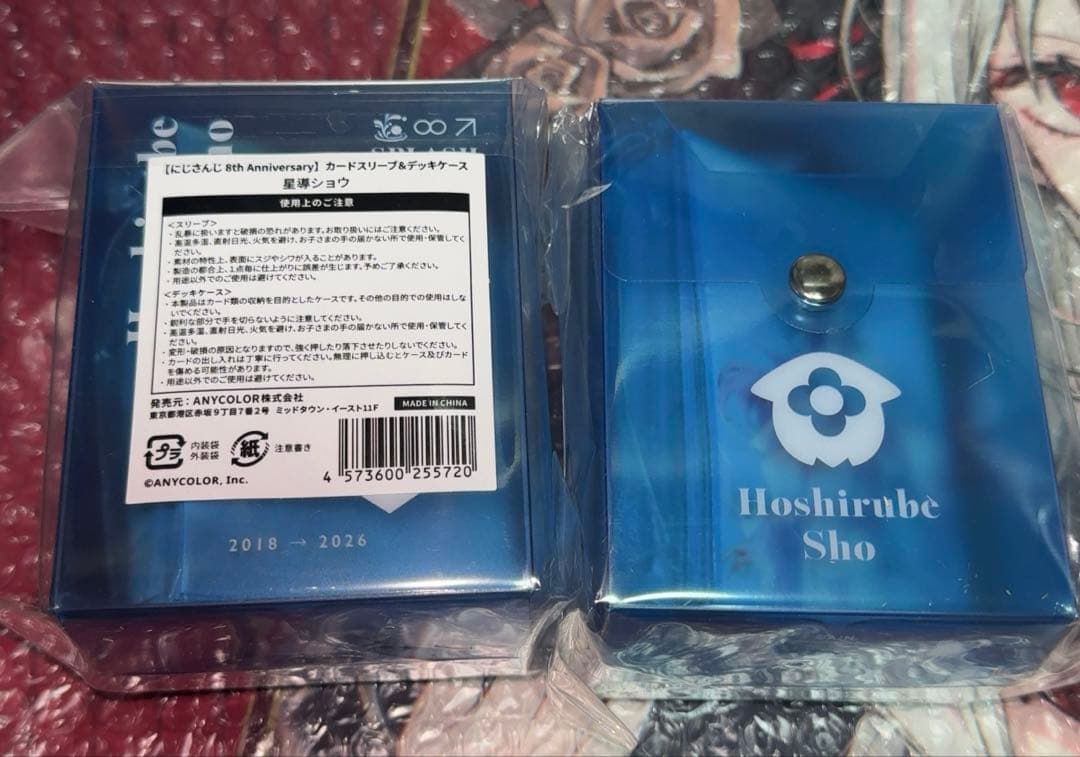 SPLASH
【にじさんじ 8th Anniversary】カードスリーブ&デッキケース
星導ショウ
使用上のご注意
<スリーブ>
・乱暴に扱いますと破損の恐れがあります。お取り扱いにはご注意ください。
・高温多湿、直射日光、火気を避け、お子さまの手の届かない所で使用・保管してく
ださい。
・素材の特性上、表面にスジやシワが入ることがあります。
・製造の都合上、1点毎に仕上がりに誤差が生じます。予めご了承ください。
・用途以外でのご使用は避けてください。
<デッキケース>
・本製品はカード類の収納を目的としたケースです。その他の目的での使用はしな
いでください。
・鋭利な部分で手を切らないように注意してください。
・高温多湿、直射日光、火気を避け、お子さまの手の届かない所で使用・保管してく
ださい。
・変形・破損の原因となりますので、強く押したり落下させたりしないでください。
・カードの出し入れは丁寧に行ってください。無理に押し込むとケース及びカード
を傷める可能性があります。
・用途以外でのご使用は避けてください。
発売元：ANYCOLOR株式会社
MADE IN CHINA
東京都港区赤坂9丁目7番2号 ミッドタウン・イースト11F
プラ
内装袋
外装袋
紙
注意書き
4 573600 255720
©ANYCOLOR, Inc.
2018 → 2026
Hoshirube
Sho